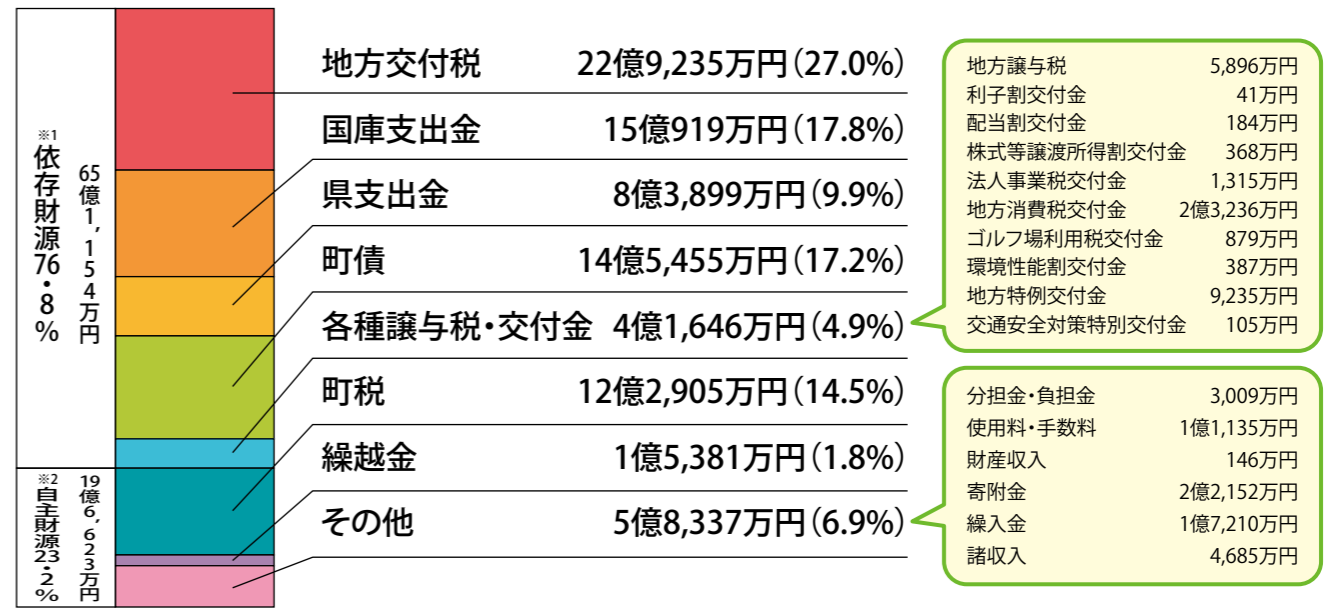 ※1
依存財源76・8%
65億1,154万円
※2
自主財源23・2%
19億6,623万円
地方交付税 22億9,235万円(27.0%)
国庫支出金 15億919万円(17.8%)
県支出金 8億3,899万円(9.9%)
町債 14億5,455万円(17.2%)
各種譲与税・交付金 4億1,646万円(4.9%)
町税 12億2,905万円(14.5%)
繰越金 1億5,381万円(1.8%)
その他 5億8,337万円(6.9%)
地方譲与税 5,896万円
利子割交付金 41万円
配当割交付金 184万円
株式等譲渡所得割交付金 368万円
法人事業税交付金 1,315万円
地方消費税交付金 2億3,236万円
ゴルフ場利用税交付金 879万円
環境性能割交付金 387万円
地方特例交付金 9,235万円
交通安全対策特別交付金 105万円
分担金・負担金 3,009万円
使用料・手数料 1億1,135万円
財産収入 146万円
寄附金 2億2,152万円
繰入金 1億7,210万円
諸収入 4,685万円